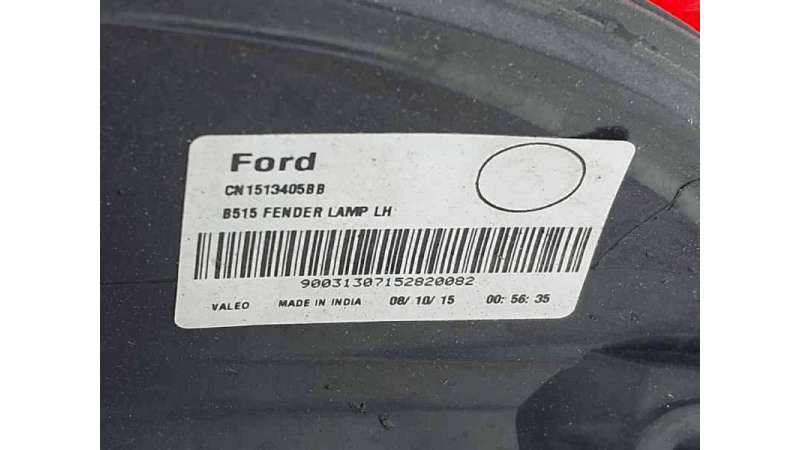 Ford
CN1513405BB
B515 FENDER LAMP LH
90031307152820082
VALEO MADE IN INDIA 08/ 10/ 15 00: 56: 35